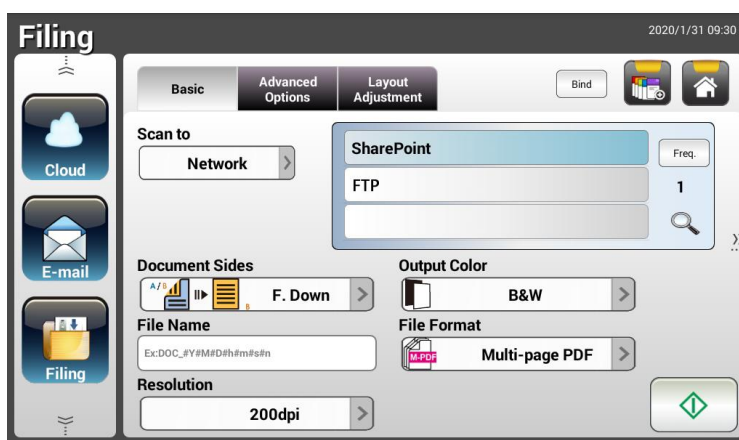 Filing
2020/1/31 09:30
Basic
Advanced
Options
Layout
Adjustment
Bind
Cloud
E-mail
Filing
Scan to
Network
SharePoint
FTP
Freq.
1
Document Sides
A/B
B
F. Down
Output Color
B&W
File Name
Ex:DOC_#Y#M#D#h#m#s#n
File Format
M-PDF
Multi-page PDF
Resolution
200dpi